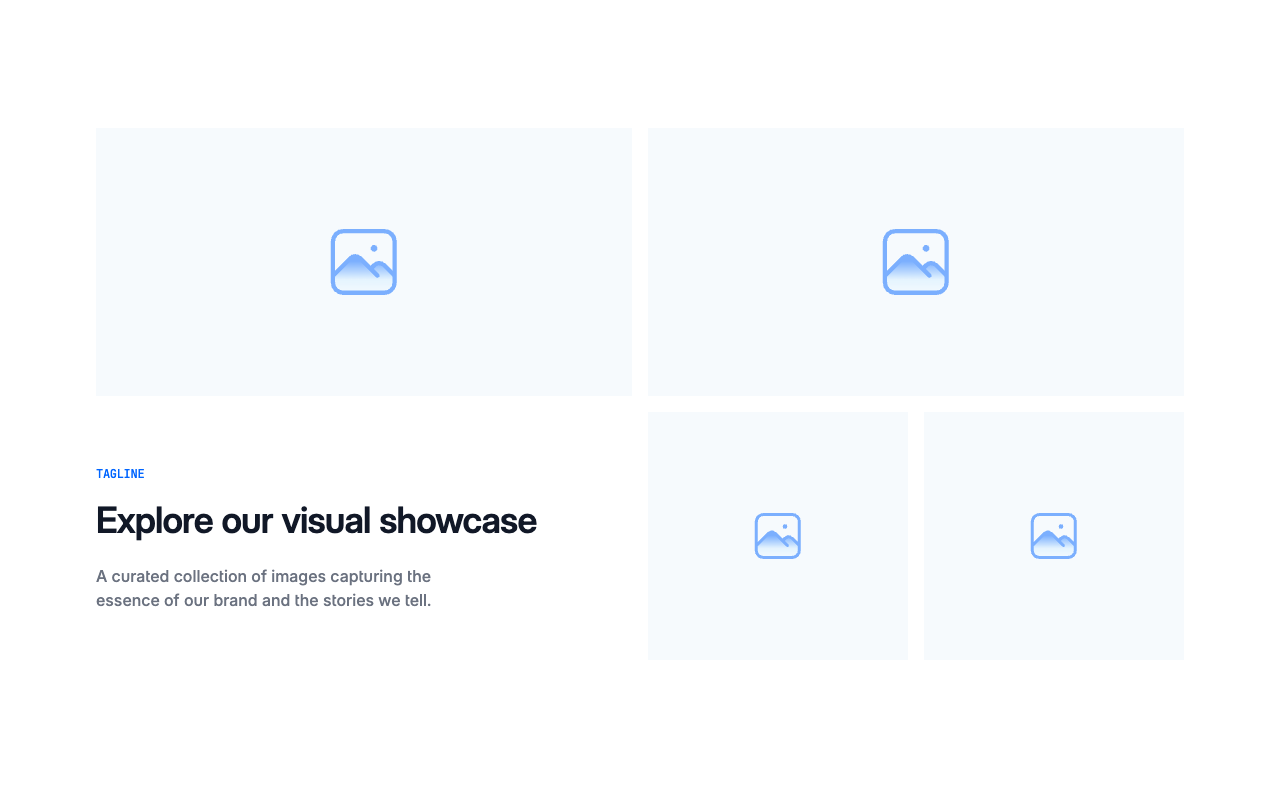 TAGLINE
Explore our visual showcase
A curated collection of images capturing the
essence of our brand and the stories we tell.